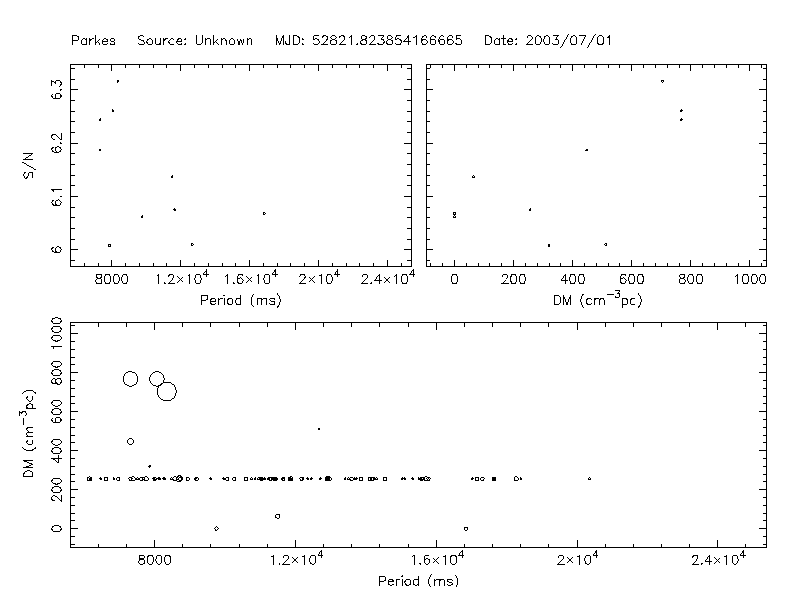 Parkes Source: Unknown MJD: 52821.823854166665 Date: 2003/07/01
S/N
6.3
6.2
6.1
6
8000 1.2×10⁴ 1.6×10⁴ 2×10⁴ 2.4×10⁴
Period (ms)
0 200 400 600 800 1000
DM (cm⁻³pc)
DM (cm⁻³pc)
1000
800
600
400
200
0
8000 1.2×10⁴ 1.6×10⁴ 2×10⁴ 2.4×10⁴
Period (ms)